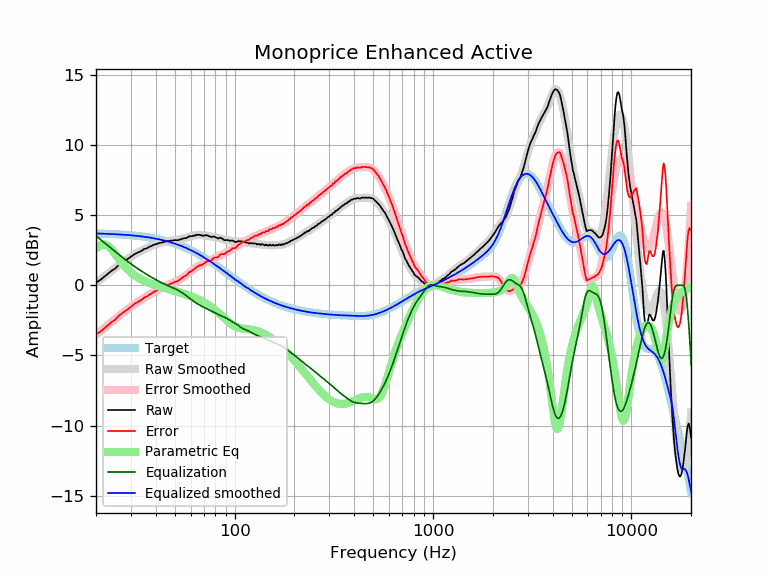 Monoprice Enhanced Active
Amplitude (dBr)
15
10
5
0
−5
−10
−15
Target
Raw Smoothed
Error Smoothed
Raw
Error
Parametric Eq
Equalization
Equalized smoothed
100
1000
10000
Frequency (Hz)